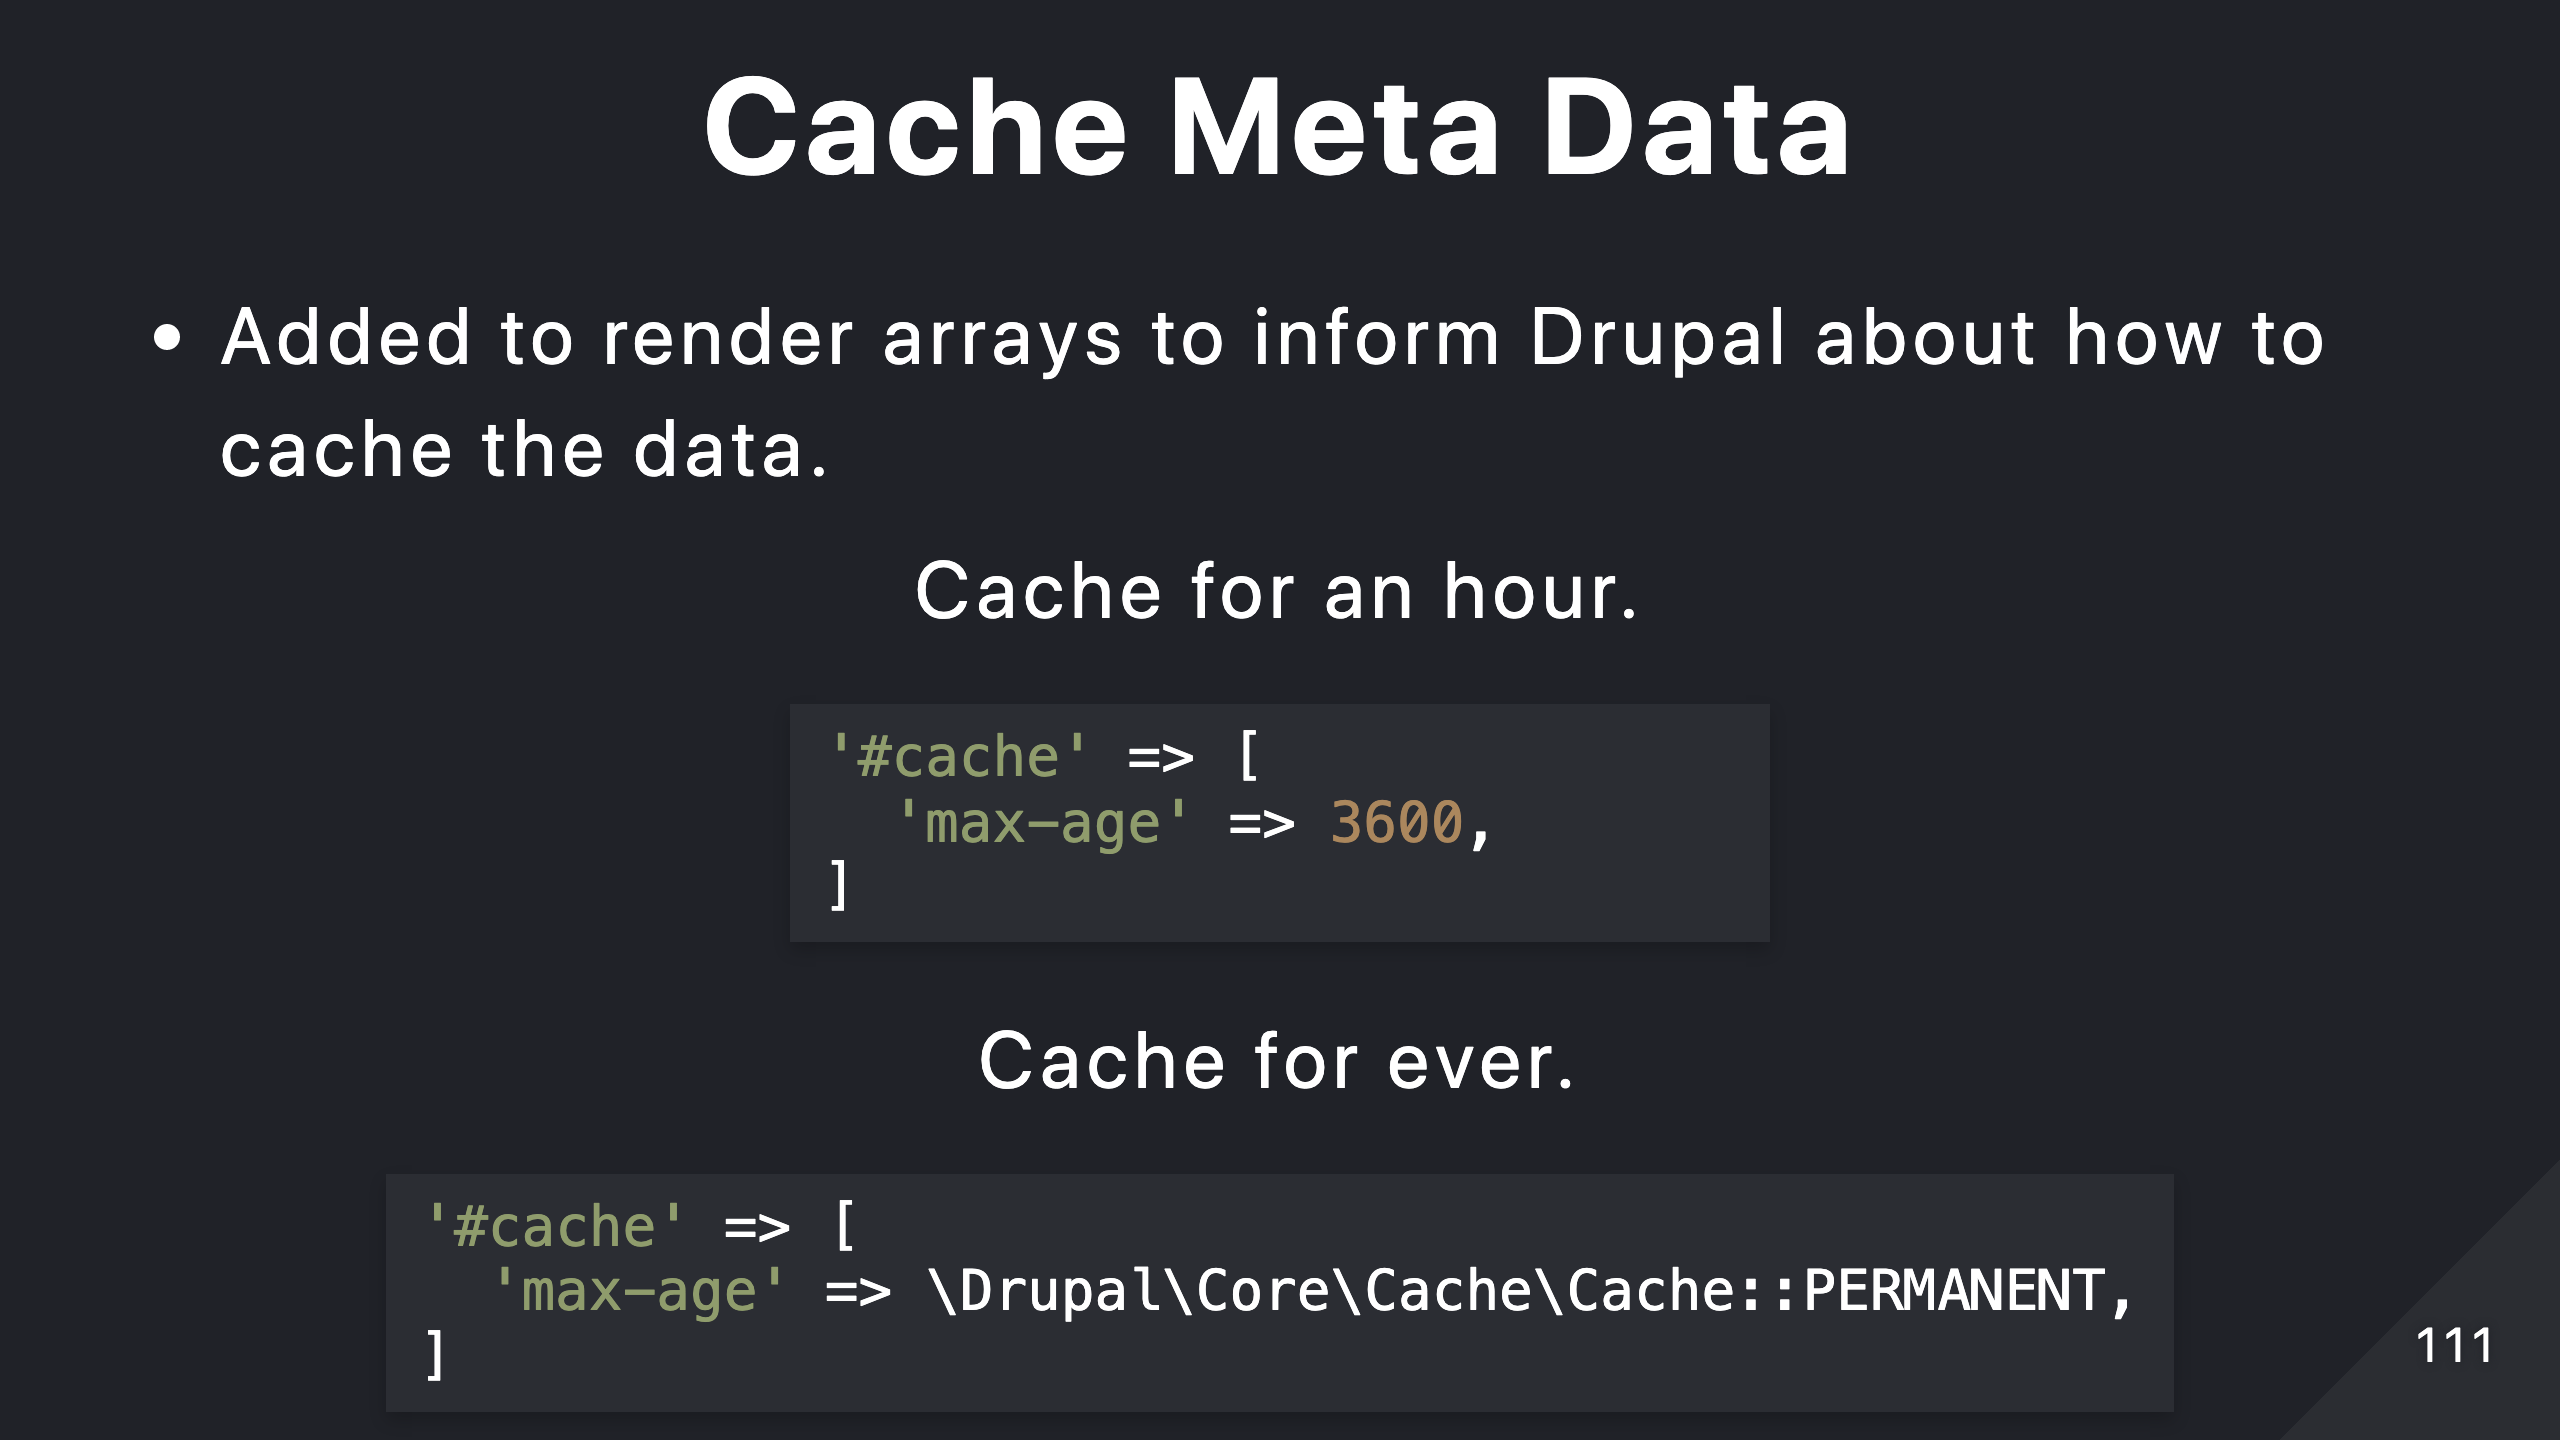 Cache Meta Data
• Added to render arrays to inform Drupal about how to
cache the data.
Cache for an hour.
'#cache' => [
  'max-age' => 3600,
]
Cache for ever.
'#cache' => [
  'max-age' => \Drupal\Core\Cache\Cache::PERMANENT,
]
111